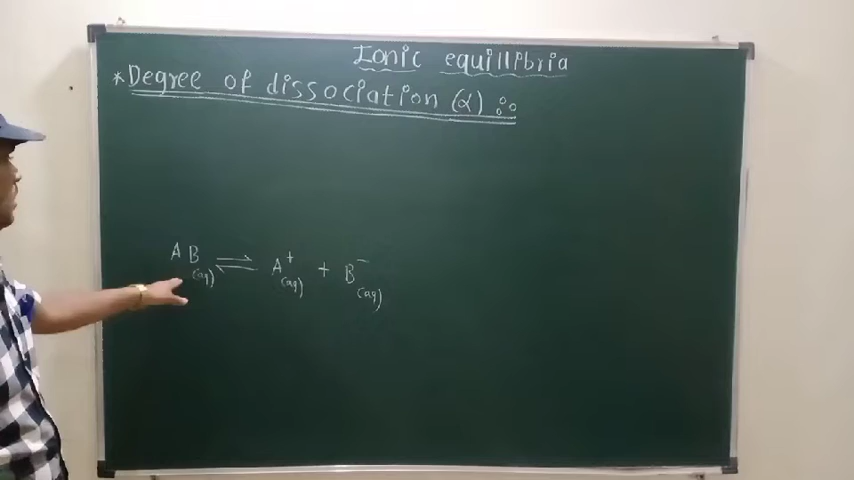 Ionic equilibria
*Degree of dissociation (α) :
AB(aq) ⇌ A⁺(aq) + B⁻(aq)